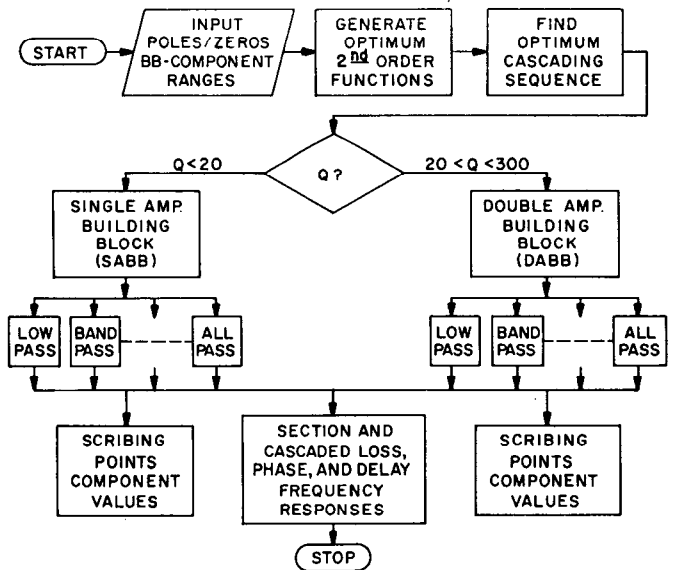 START
INPUT
POLES/ZEROS
BB-COMPONENT
RANGES
GENERATE
OPTIMUM
2nd ORDER
FUNCTIONS
FIND
OPTIMUM
CASCADING
SEQUENCE
Q?
Q<20
20 < Q <300
SINGLE AMP.
BUILDING
BLOCK
(SABB)
DOUBLE AMP.
BUILDING
BLOCK
(DABB)
LOW
PASS
BAND
PASS
ALL
PASS
LOW
PASS
BAND
PASS
ALL
PASS
SCRIBING
POINTS
COMPONENT
VALUES
SECTION AND
CASCADED LOSS,
PHASE, AND DELAY
FREQUENCY
RESPONSES
SCRIBING
POINTS
COMPONENT
VALUES
STOP